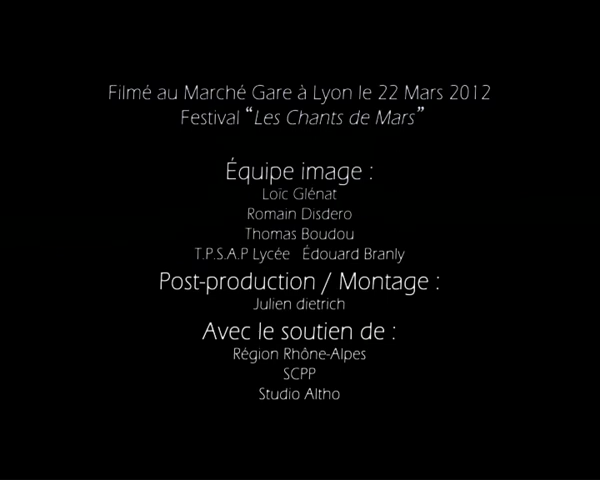 Filmé au Marché Gare à Lyon le 22 Mars 2012
Festival “Les Chants de Mars”
Équipe image :
Loïc Glénat
Romain Disdero
Thomas Boudou
T.P.S.A.P Lycée Édouard Branly
Post-production / Montage :
Julien dietrich
Avec le soutien de :
Région Rhône-Alpes
SCPP
Studio Altho